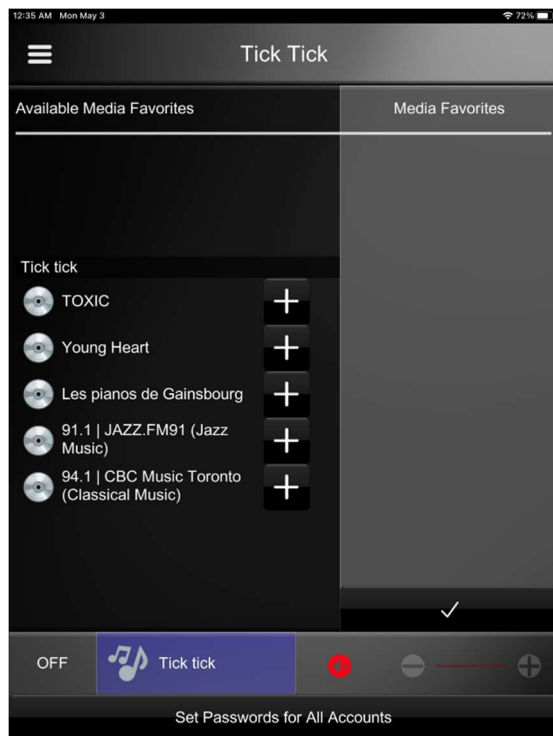 12:35 AM Mon May 3
72%
Tick Tick
Available Media Favorites
Media Favorites
Tick tick
TOXIC
Young Heart
Les pianos de Gainsbourg
91.1 | JAZZ.FM91 (Jazz
Music)
94.1 | CBC Music Toronto
(Classical Music)
OFF
Tick tick
Set Passwords for All Accounts